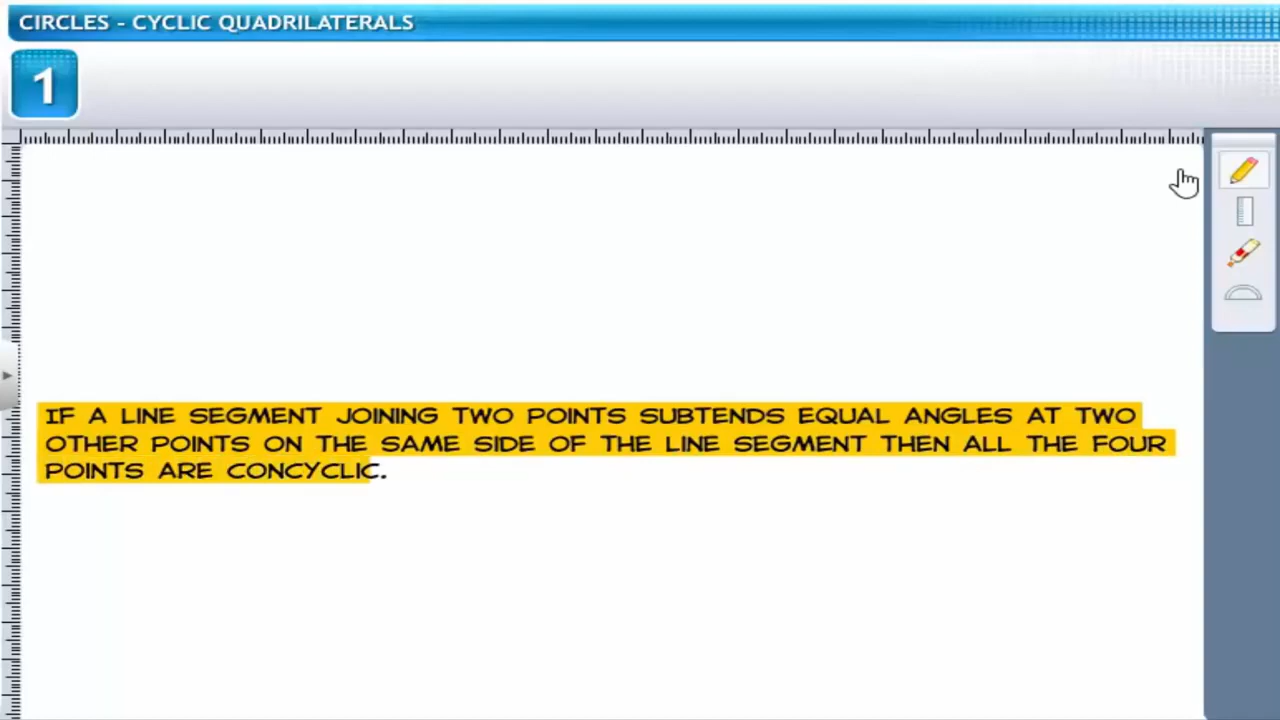 CIRCLES - CYCLIC QUADRILATERALS
1
IF A LINE SEGMENT JOINING TWO POINTS SUBTENDS EQUAL ANGLES AT TWO
OTHER POINTS ON THE SAME SIDE OF THE LINE SEGMENT THEN ALL THE FOUR
POINTS ARE CONCYCLIC.